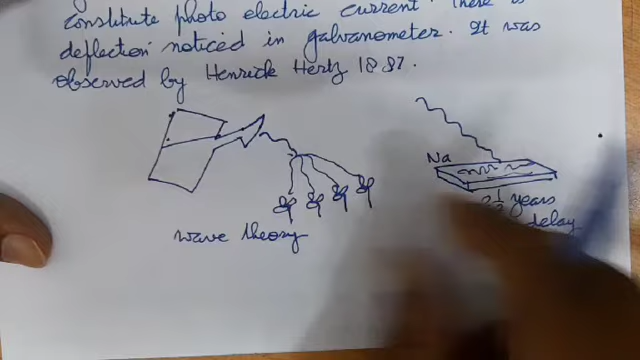 constitute photo electric current. There is
deflection noticed in galvanometer. It was
observed by Henrick Hertz 1887.
Na
years
delay
wave theory